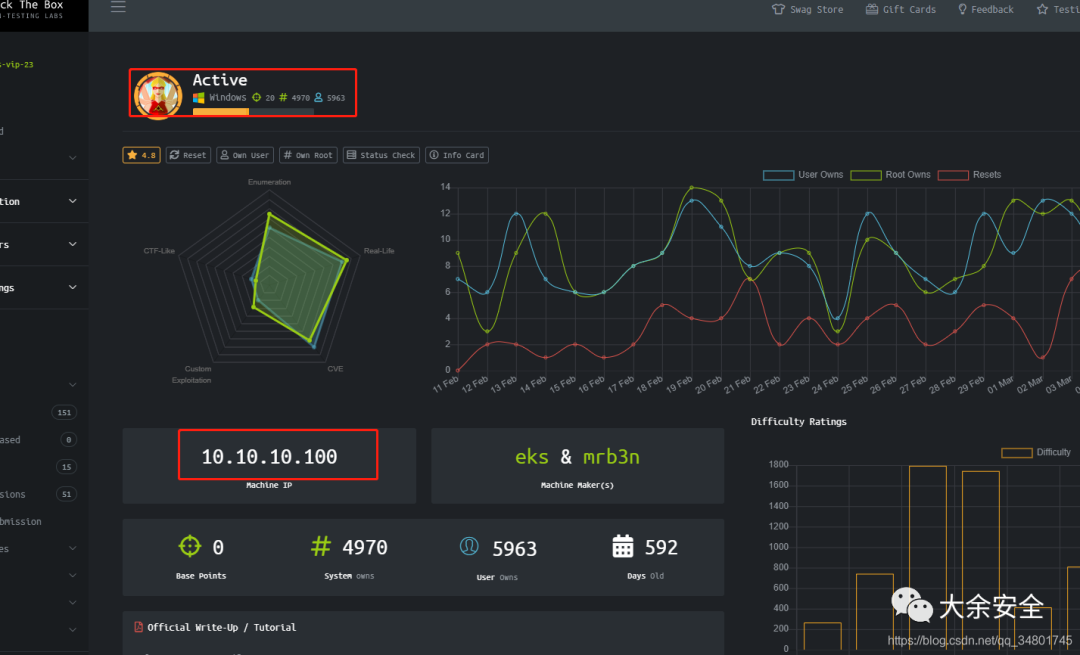 ck The Box
N-TESTING LABS
Swag Store
Gift Cards
Feedback
Testi
s-vip-23
Active
Windows 20 # 4970 5963
d
4.8
Reset
Own User
# Own Root
Status Check
Info Card
tion
rs
ngs
Enumeration
CTF-Like
Real-Life
Custom
Exploitation
CVE
User Owns
Root Owns
Resets
14
12
10
8
6
4
2
0
11 Feb
12 Feb
13 Feb
14 Feb
15 Feb
16 Feb
17 Feb
18 Feb
19 Feb
20 Feb
21 Feb
22 Feb
23 Feb
24 Feb
25 Feb
26 Feb
27 Feb
28 Feb
29 Feb
01 Mar
02 Mar
03 Mar
151
ased 0
15
sions 51
bmission
es
10.10.10.100
Machine IP
eks & mrb3n
Machine Maker(s)
0
Base Points
# 4970
System owns
5963
User Owns
592
Days Old
Official Write-Up / Tutorial
Difficulty Ratings
Difficulty
1800
1600
1400
1200
1000
800
600
400
200
0
大余安全
https://blog.csdn.net/qq_34801745